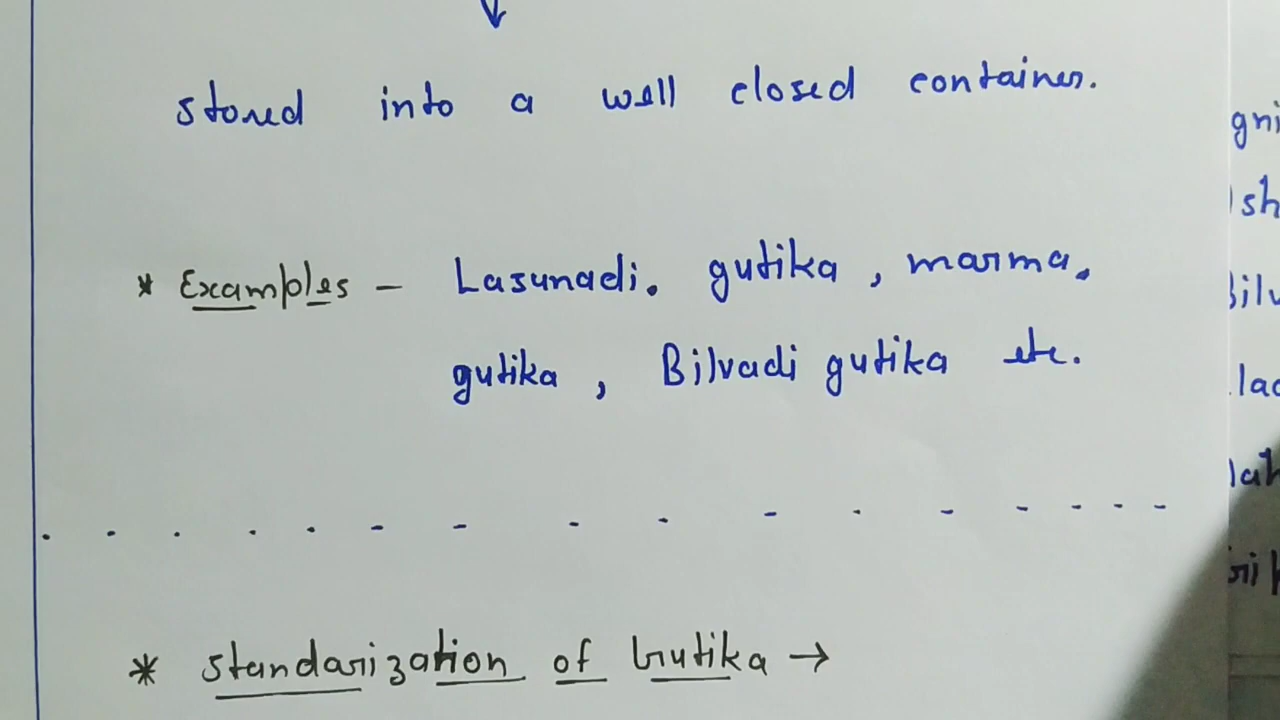 stored into a well closed container.
* Examples - Lasunadi. gutika, marma.
gutika, Bilvadi gutika etc.
* standarization of Gutika →